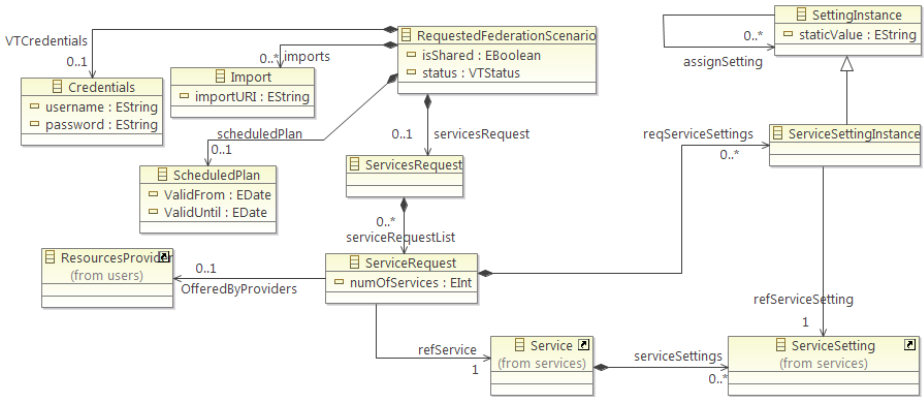 RequestedFederationScenario
isShared : EBoolean
status : VTStatus
SettingInstance
staticValue : EString
0..*
assignSetting
VTCredentials
0..1
0..*
imports
Import
importURI : EString
Credentials
username : EString
password : EString
scheduledPlan
0..1
ScheduledPlan
ValidFrom : EDate
ValidUntil : EDate
0..1
servicesRequest
ServicesRequest
reqServiceSettings
0..*
ServiceSettingInstance
0..*
serviceRequestList
ResourcesProvider
(from users)
0..1
OfferedByProviders
ServiceRequest
numOfServices : EInt
refServiceSetting
1
refService
1
Service
(from services)
serviceSettings
0..*
ServiceSetting
(from services)